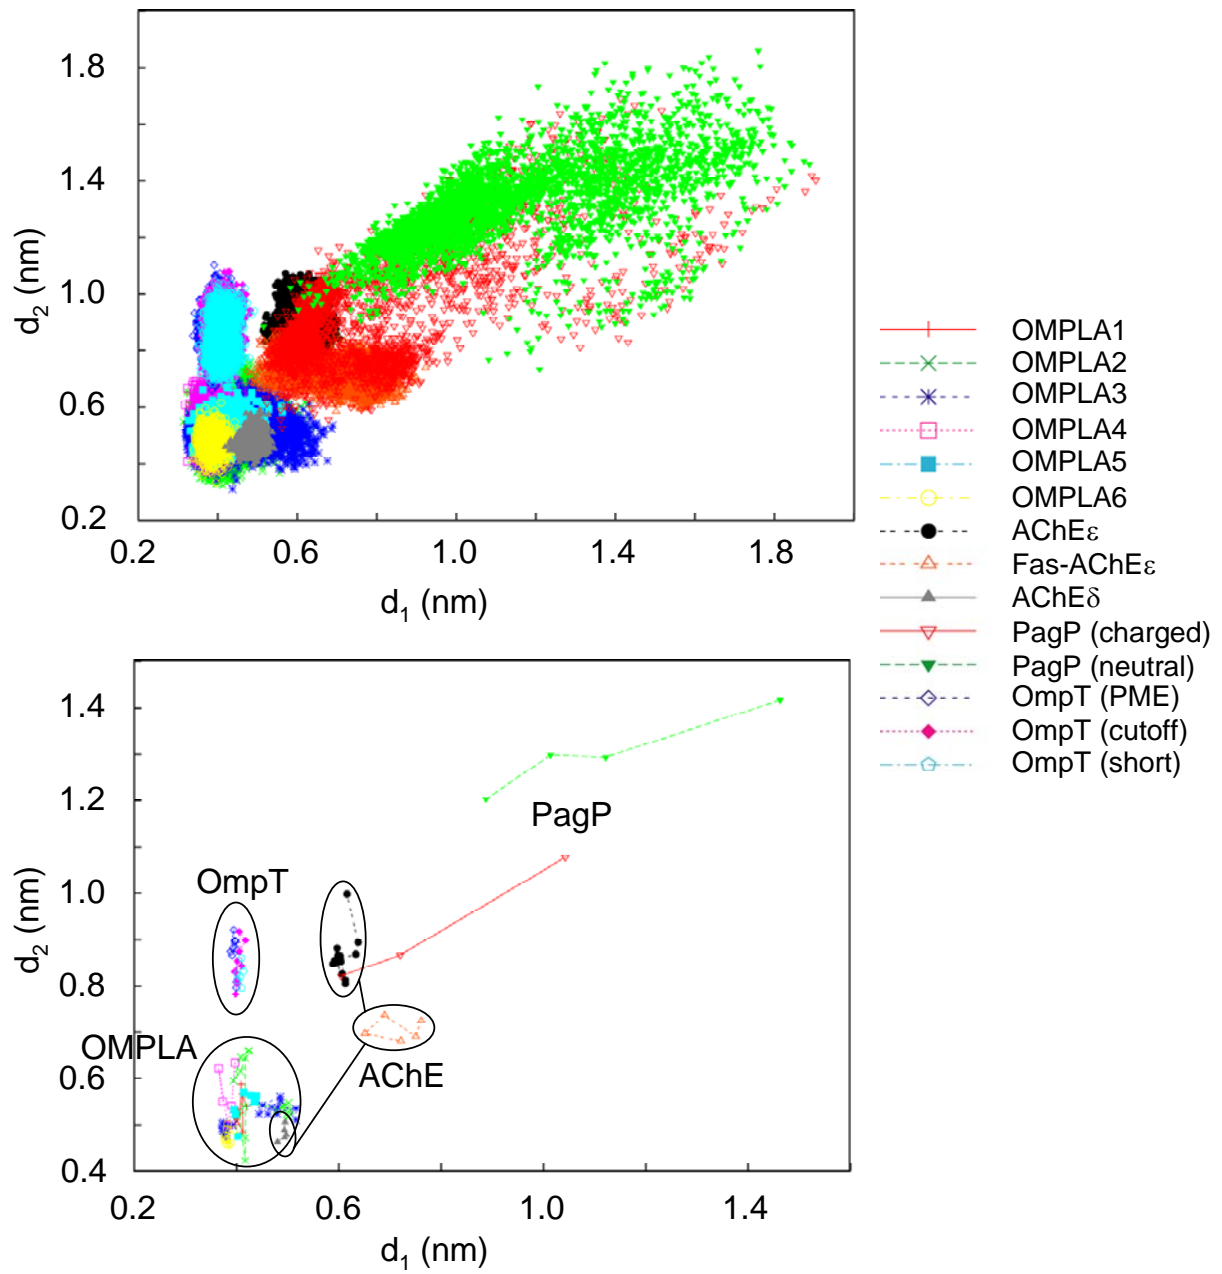 1.8
1.4
1.0
0.6
0.2
d2 (nm)
0.2 0.6 1.0 1.4 1.8
d1 (nm)
OMPLA1
OMPLA2
OMPLA3
OMPLA4
OMPLA5
OMPLA6
AChEε
Fas-AChEε
AChEδ
PagP (charged)
PagP (neutral)
OmpT (PME)
OmpT (cutoff)
OmpT (short)
1.4
1.2
1.0
0.8
0.6
0.4
d2 (nm)
PagP
OmpT
OMPLA
AChE
0.2 0.6 1.0 1.4
d1 (nm)